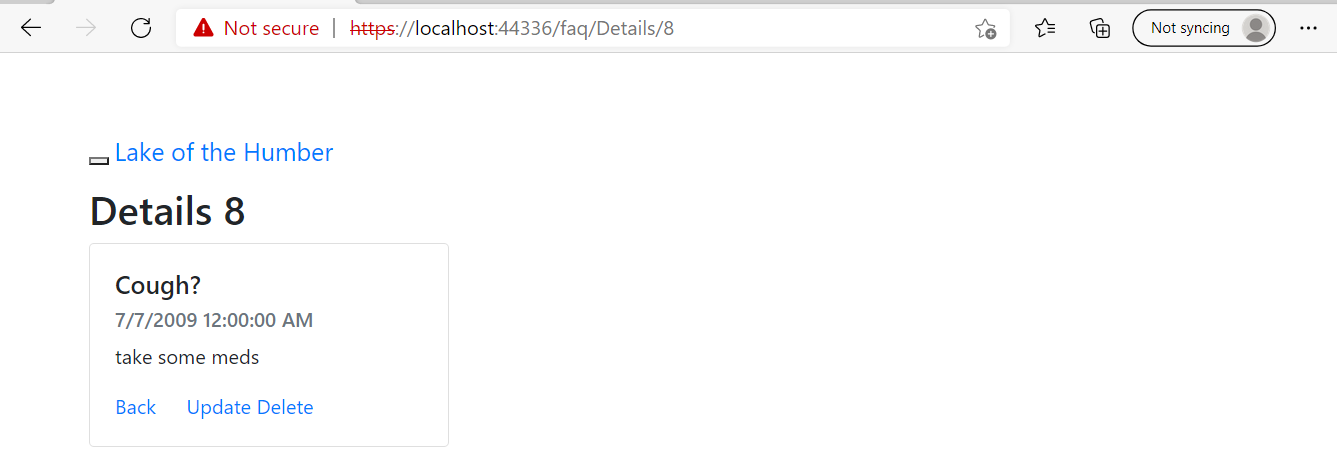 Not secure | https://localhost:44336/faq/Details/8 Not syncing
Lake of the Humber
Details 8
Cough?
7/7/2009 12:00:00 AM
take some meds
Back Update Delete